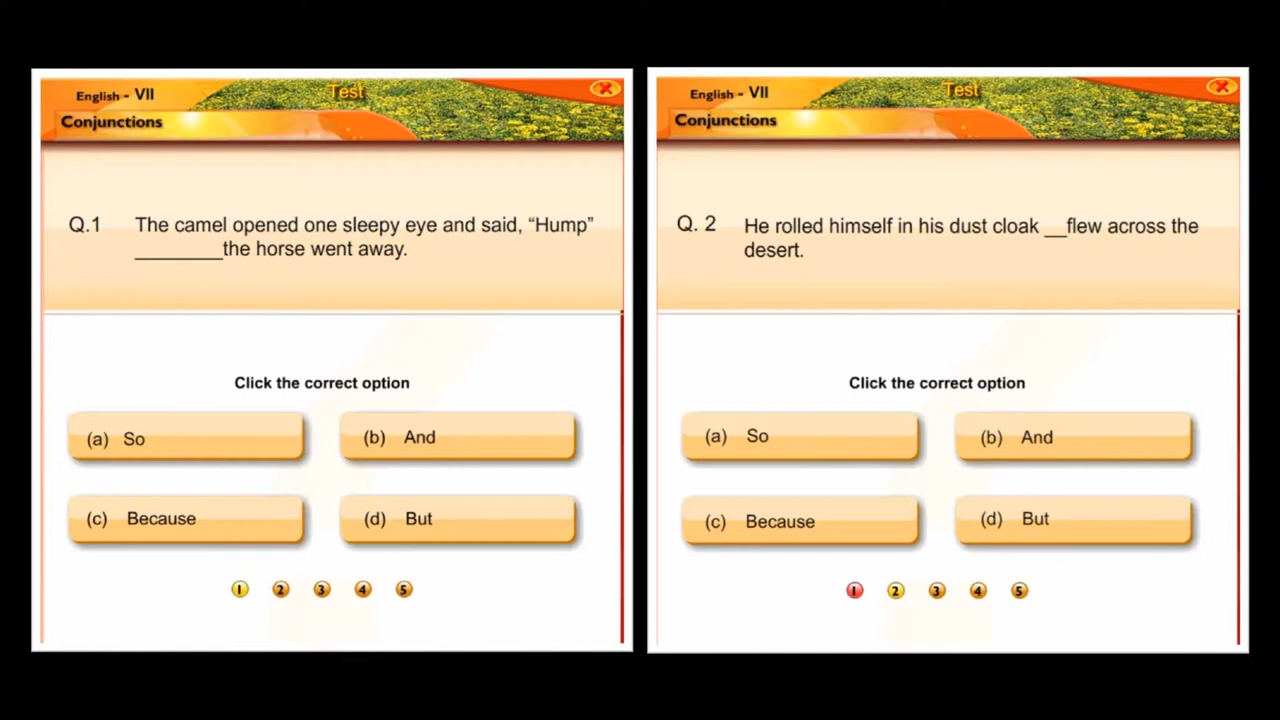 English - VII
Test
Conjunctions
Q.1 The camel opened one sleepy eye and said, “Hump”
________the horse went away.
Click the correct option
(a) So
(b) And
(c) Because
(d) But
1 2 3 4 5
English - VII
Test
Conjunctions
Q. 2 He rolled himself in his dust cloak __flew across the
desert.
Click the correct option
(a) So
(b) And
(c) Because
(d) But
1 2 3 4 5